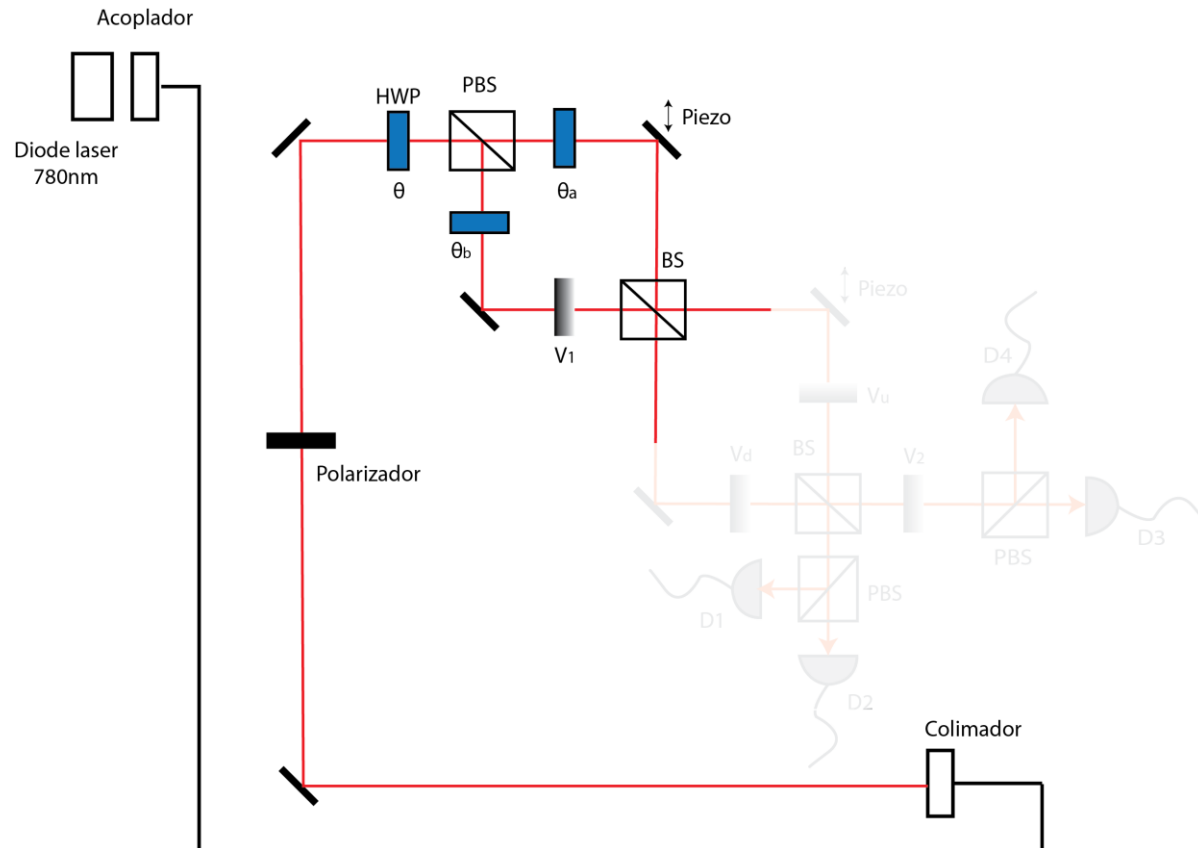 Acoplador
Diode laser
780nm
HWP
PBS
Piezo
θ
θa
θb
BS
V1
Piezo
D4
Vu
Polarizador
Vd
BS
V2
D3
PBS
D1
PBS
D2
Colimador